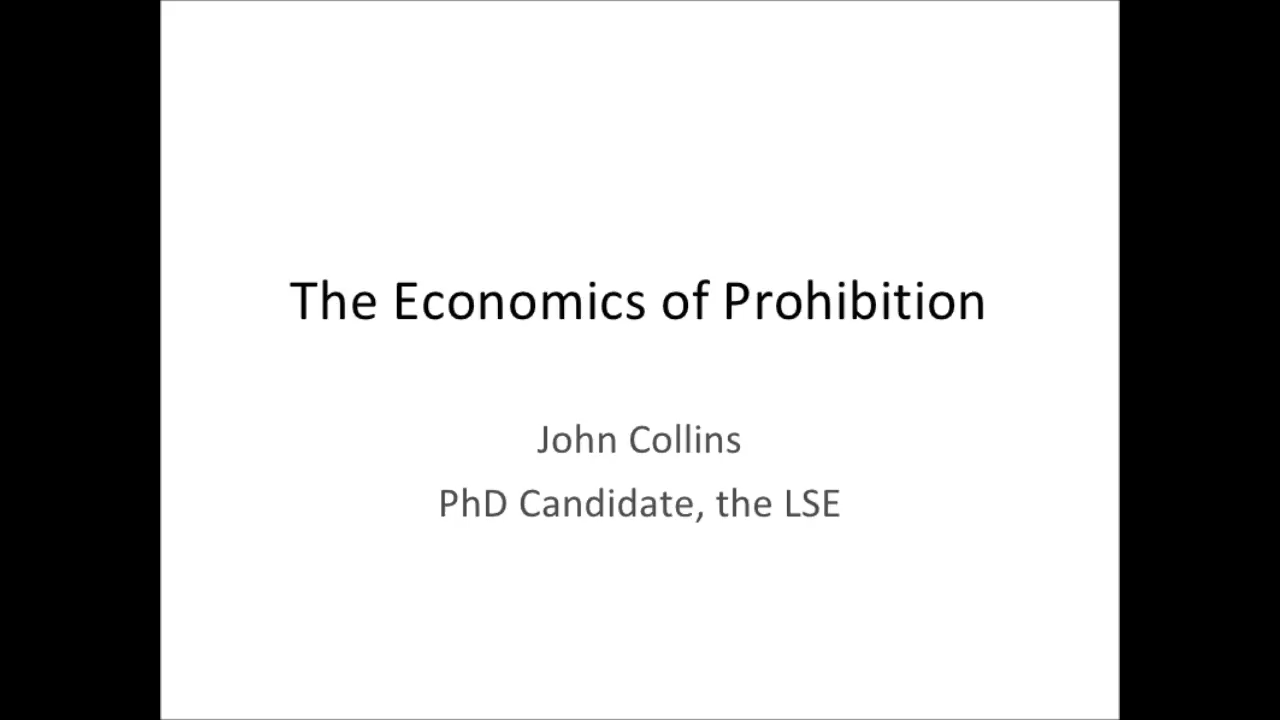 The Economics of Prohibition
John Collins
PhD Candidate, the LSE